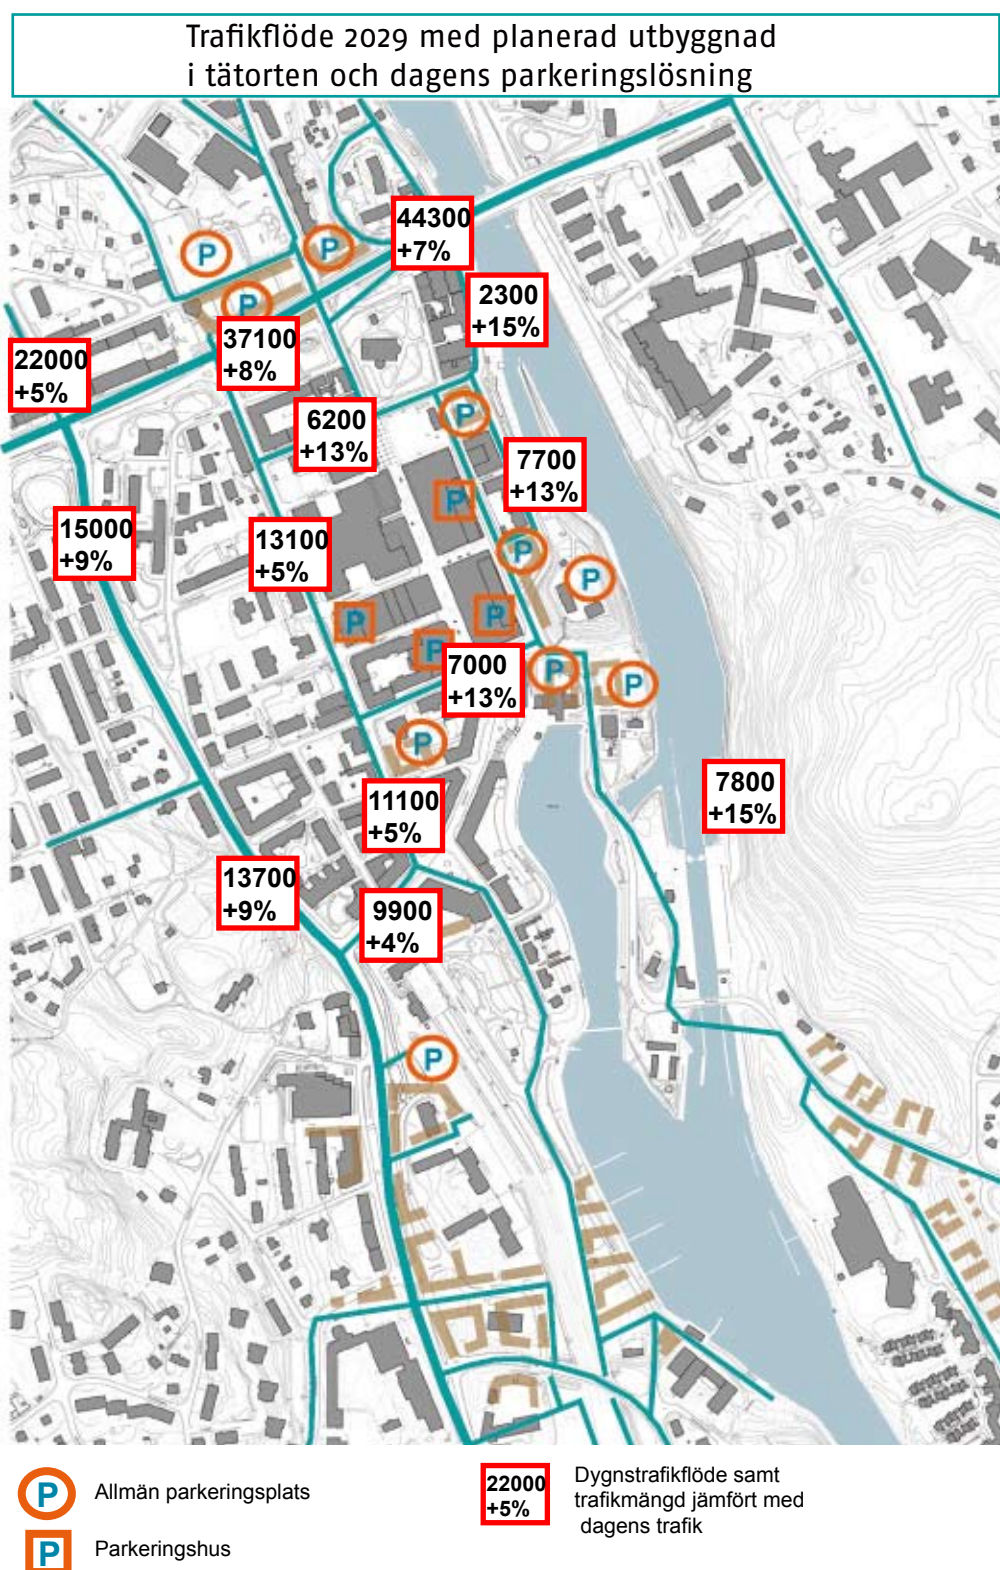 Trafikflöde 2029 med planerad utbyggnad
i tätorten och dagens parkeringslösning
44300
+7%
P
P
2300
+15%
P
37100
+8%
22000
+5%
6200
+13%
P
7700
+13%
P
15000
+9%
13100
+5%
P
P
P
P
P
7000
+13%
P
P
P
7800
+15%
11100
+5%
13700
+9%
9900
+4%
P
P
Allmän parkeringsplats
P
Parkeringshus
22000
+5%
Dygnstrafikflöde samt
trafikmängd jämfört med
dagens trafik